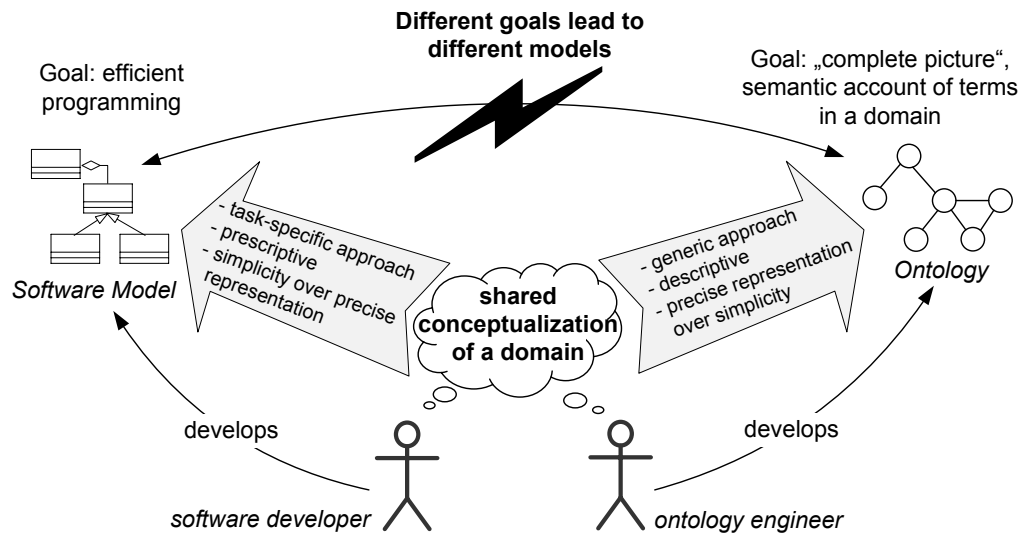 Different goals lead to
different models
Goal: efficient
programming
Goal: „complete picture“,
semantic account of terms
in a domain
- task-specific approach
- prescriptive
- simplicity over precise
representation
- generic approach
- descriptive
- precise representation
over simplicity
Software Model
Ontology
shared
conceptualization
of a domain
develops
develops
software developer
ontology engineer